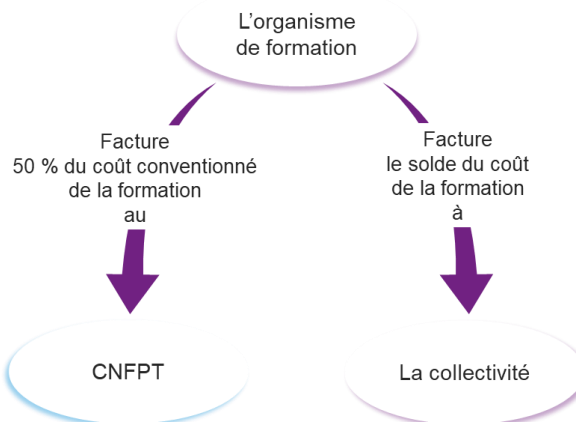 L'organisme
de formation
Facture
50 % du coût conventionné
de la formation
au
Facture
le solde du coût
de la formation
à
CNFPT
La collectivité